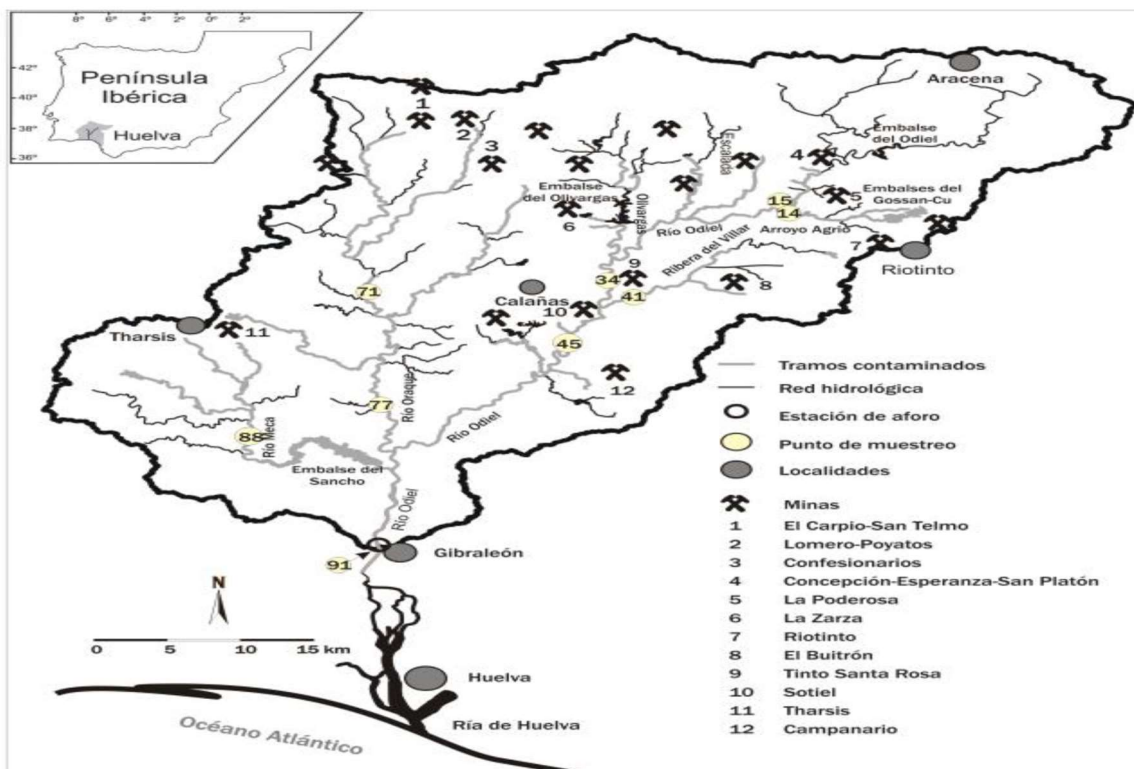 8° 6° 4° 2° 0°
42°
40°
38°
36°
Península
Ibérica
Huelva
Aracena
1
2
3
4
Embalse
del Odiel
Escalada
5
Embalses del
Gossan-Cu
Embalse
del Olivargas
6
Olivargas
15
14
Río Odiel
Arroyo Agrio
7
Riotinto
Ribera del Villar
9
34
41
8
71
Calañas
10
45
Tharsis
11
12
77
Río Oraque
Río Odiel
88
Río Meca
Embalse del
Sancho
Río Odiel
Gibraleón
91
N
0 5 10 15 km
Huelva
Ría de Huelva
Océano Atlántico
Tramos contaminados
Red hidrológica
Estación de aforo
Punto de muestreo
Localidades
Minas
1 El Carpio-San Telmo
2 Lomero-Poyatos
3 Confesionarios
4 Concepción-Esperanza-San Platón
5 La Poderosa
6 La Zarza
7 Riotinto
8 El Buitrón
9 Tinto Santa Rosa
10 Sotiel
11 Tharsis
12 Campanario